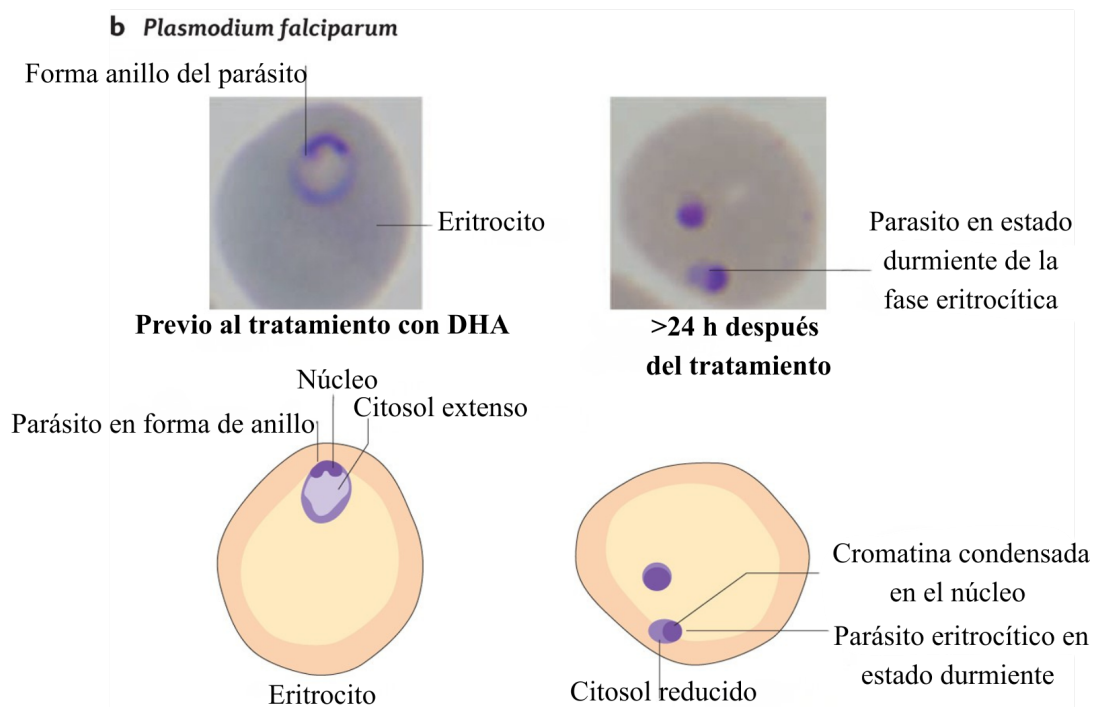 b Plasmodium falciparum
Forma anillo del parásito
Eritrocito
Parasito en estado
durmiente de la
fase eritrocítica
Previo al tratamiento con DHA
>24 h después
del tratamiento
Núcleo
Citosol extenso
Parásito en forma de anillo
Cromatina condensada
en el núcleo
Parásito eritrocítico en
estado durmiente
Eritrocito
Citosol reducido